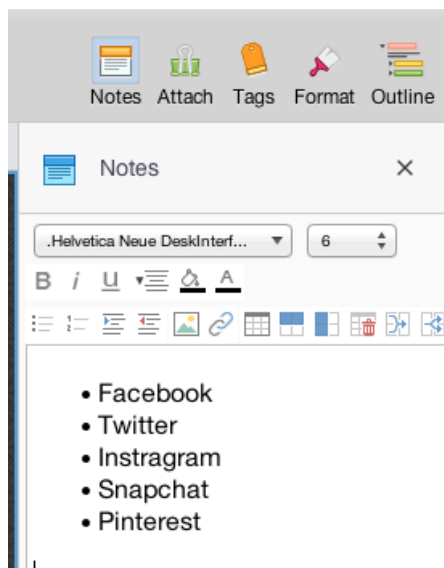 Notes Attach Tags Format Outline
Notes
.Helvetica Neue DeskInterf... 6
B i U A
• Facebook
• Twitter
• Instragram
• Snapchat
• Pinterest